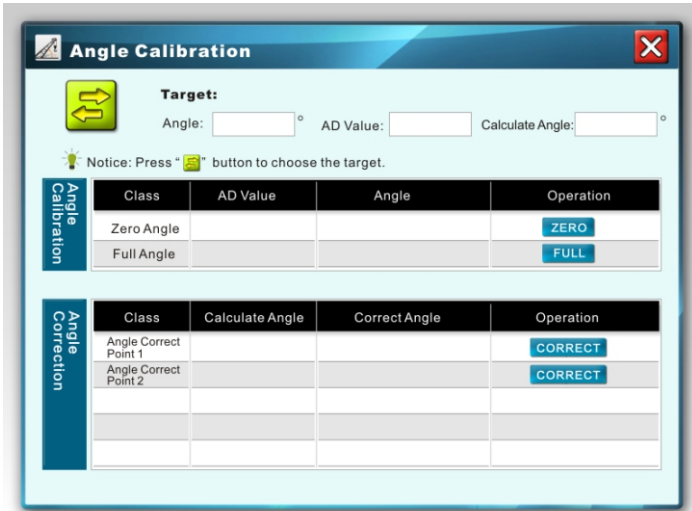 Angle Calibration
Target:
Angle: ° AD Value: Calculate Angle: °
Notice: Press “ ” button to choose the target.
Angle Calibration
Class AD Value Angle Operation
Zero Angle ZERO
Full Angle FULL
Angle Correction
Class Calculate Angle Correct Angle Operation
Angle Correct
Point 1
CORRECT
Angle Correct
Point 2
CORRECT